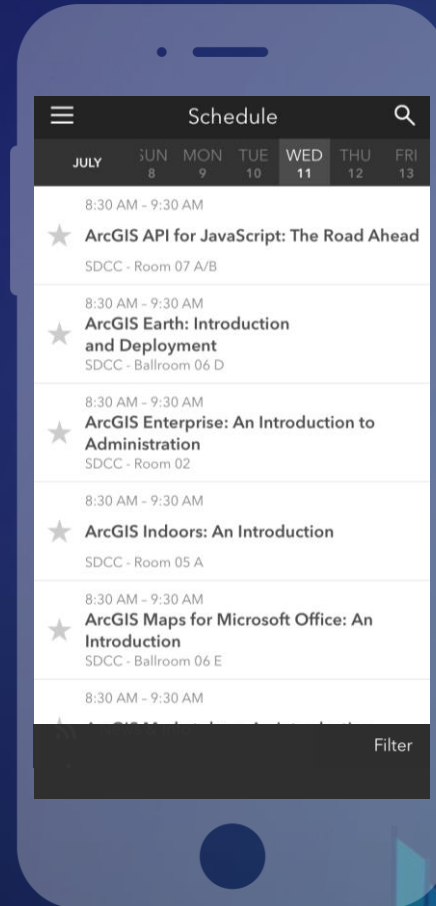 Schedule
JULY SUN MON TUE WED THU FRI
8 9 10 11 12 13
8:30 AM - 9:30 AM
ArcGIS API for JavaScript: The Road Ahead
SDCC - Room 07 A/B
8:30 AM - 9:30 AM
ArcGIS Earth: Introduction
and Deployment
SDCC - Ballroom 06 D
8:30 AM - 9:30 AM
ArcGIS Enterprise: An Introduction to
Administration
SDCC - Room 02
8:30 AM - 9:30 AM
ArcGIS Indoors: An Introduction
SDCC - Room 05 A
8:30 AM - 9:30 AM
ArcGIS Maps for Microsoft Office: An
Introduction
SDCC - Ballroom 06 E
8:30 AM - 9:30 AM
Filter